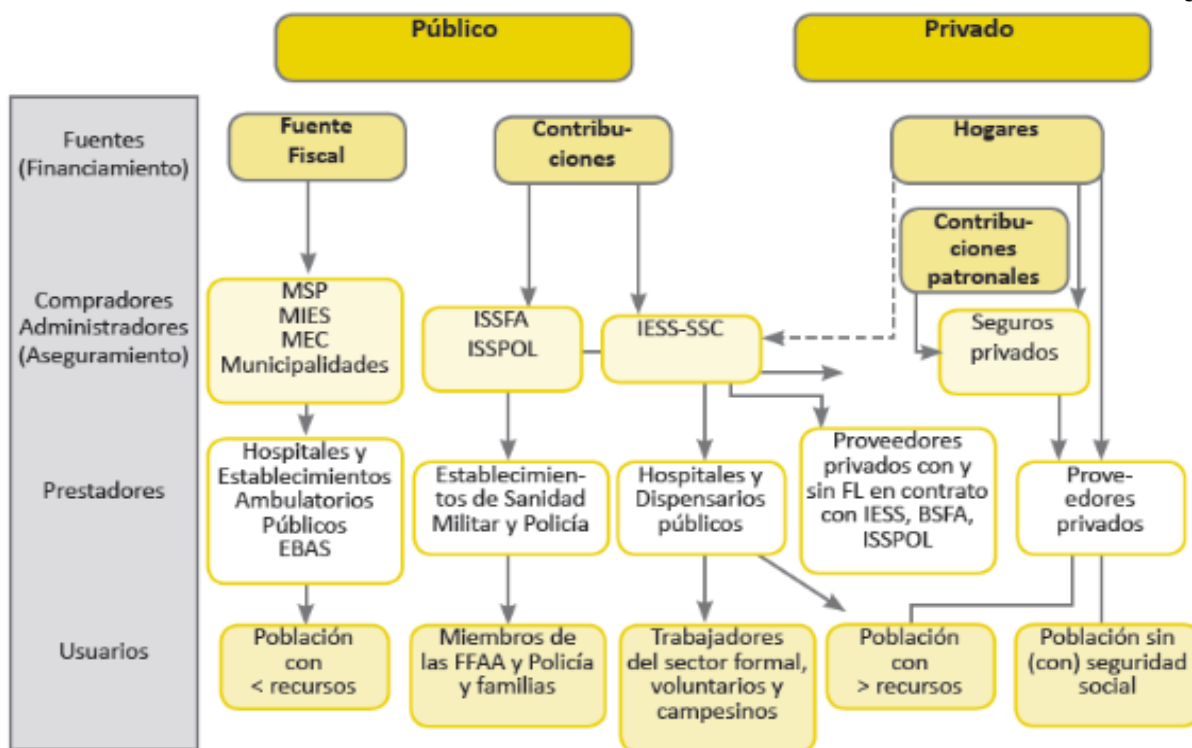 Público
Privado
Fuentes
(Financiamiento)
Fuente
Fiscal
Contribu-
ciones
Hogares
Contribu-
ciones
patronales
Compradores
Administradores
(Aseguramiento)
MSP
MIES
MEC
Municipalidades
ISSFA
ISSPOL
IESS-SSC
Seguros
privados
Prestadores
Hospitales y
Establecimientos
Ambulatorios
Públicos
EBAS
Establecimien-
tos de Sanidad
Militar y Policía
Hospitales y
Dispensarios
públicos
Proveedores
privados con y
sin FL en contrato
con IESS, BSFA,
ISSPOL
Prove-
edores
privados
Usuarios
Población
con
< recursos
Miembros de
las FFAA y Policía
y familias
Trabajadores
del sector formal,
voluntarios y
campesinos
Población
con
> recursos
Población sin
(con) seguridad
social